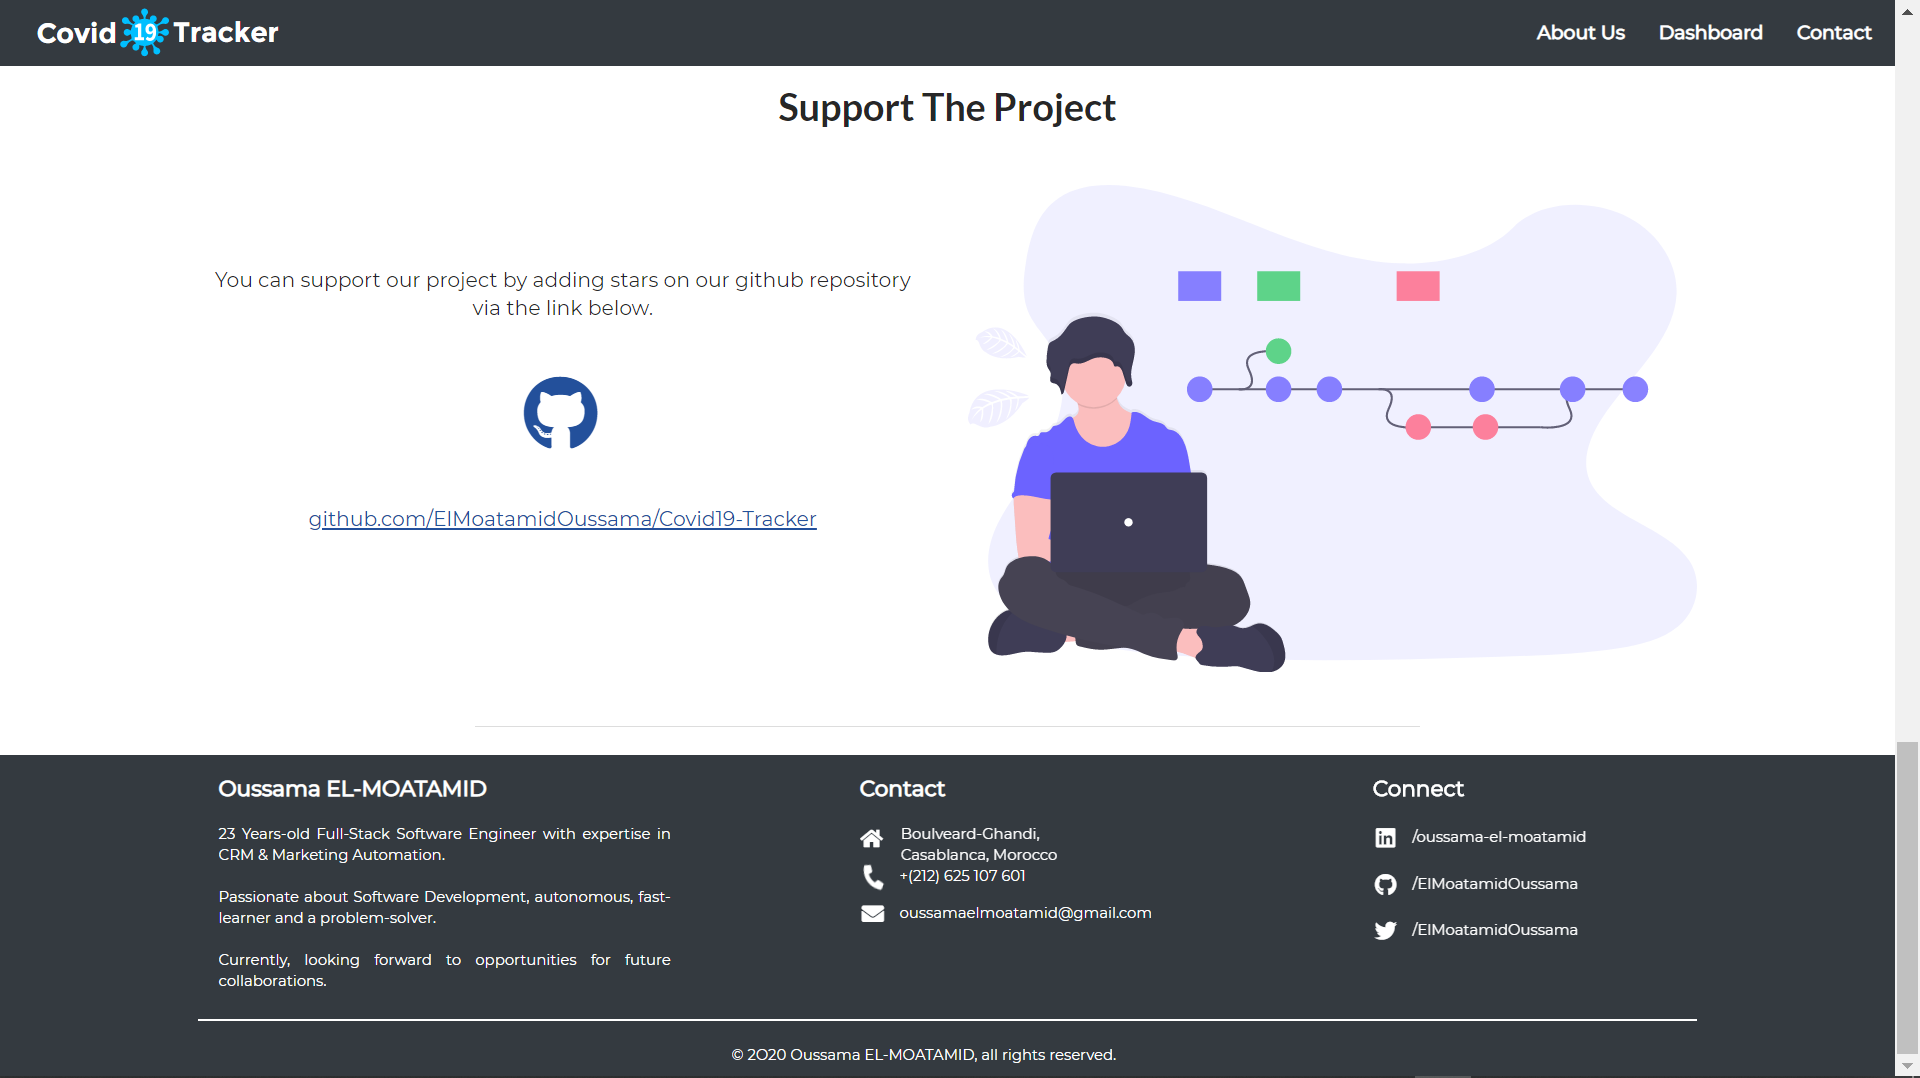 Covid 19 Tracker
About Us Dashboard Contact
Support The Project
You can support our project by adding stars on our github repository
via the link below.
github.com/ElMoatamidOussama/Covid19-Tracker
Oussama EL-MOATAMID
23 Years-old Full-Stack Software Engineer with expertise in
CRM & Marketing Automation.
Passionate about Software Development, autonomous, fast-
learner and a problem-solver.
Currently, looking forward to opportunities for future
collaborations.
Contact
Boulveard-Ghandi,
Casablanca, Morocco
+(212) 625 107 601
oussamaelmoatamid@gmail.com
Connect
/oussama-el-moatamid
/ElMoatamidOussama
/ElMoatamidOussama
© 2020 Oussama EL-MOATAMID, all rights reserved.